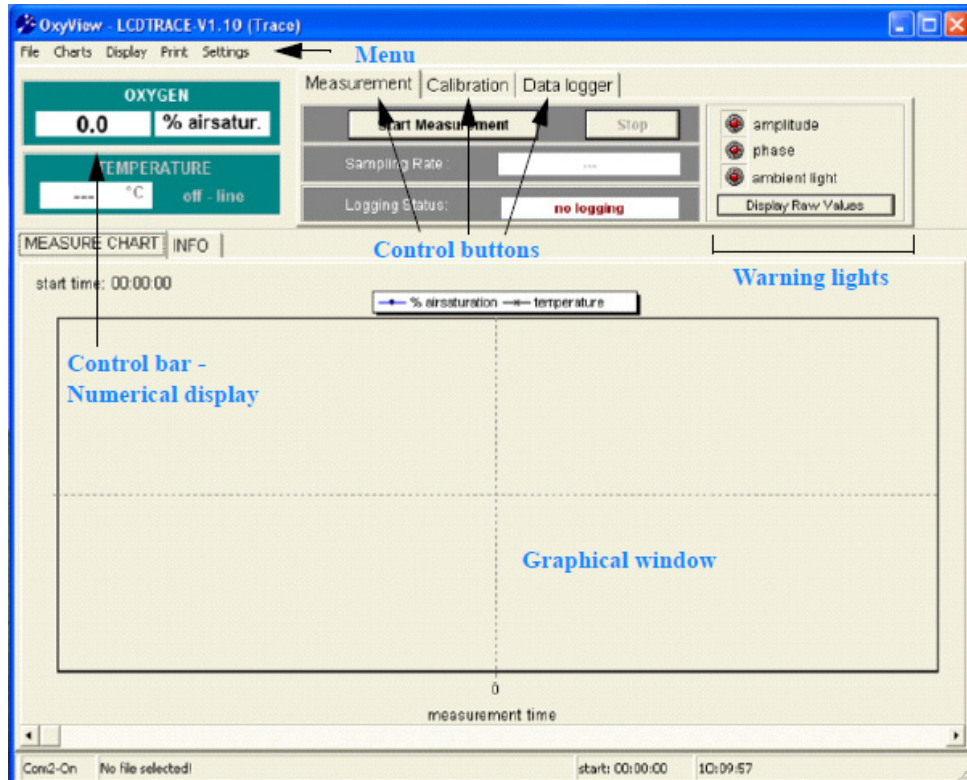 OxyView - LCDTRACE-V1.10 (Trace)
File Charts Display Print Settings
Menu
OXYGEN
0.0 % airsatur.
TEMPERATURE
--- °C off - line
Measurement Calibration Data logger
Start Measurement Stop
Sampling Rate: ---
Logging Status: no logging
amplitude
phase
ambient light
Display Raw Values
MEASURE CHART INFO
Control buttons
Warning lights
start time: 00:00:00
% airsaturation temperature
Control bar -
Numerical display
Graphical window
0
measurement time
Com2-On No file selected! start: 00:00:00 10:09:57